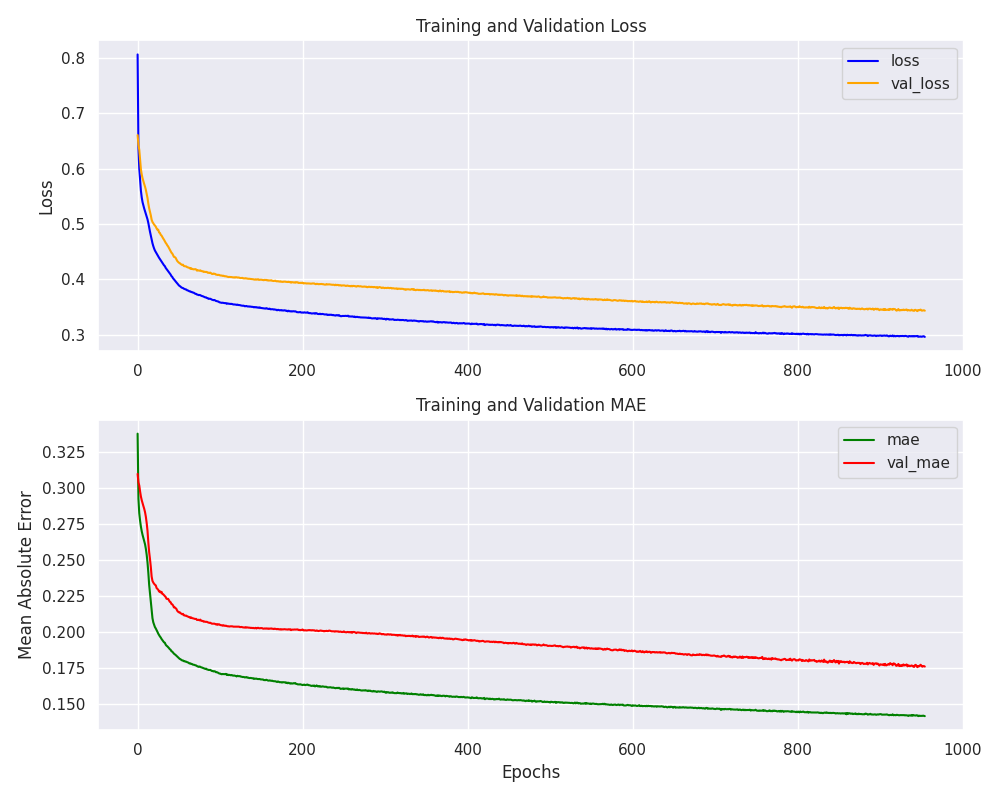 Training and Validation Loss
0.8
0.7
0.6
0.5
0.4
0.3
Loss
loss
val_loss
0 200 400 600 800 1000
Training and Validation MAE
0.325
0.300
0.275
0.250
0.225
0.200
0.175
0.150
Mean Absolute Error
mae
val_mae
0 200 400 600 800 1000
Epochs